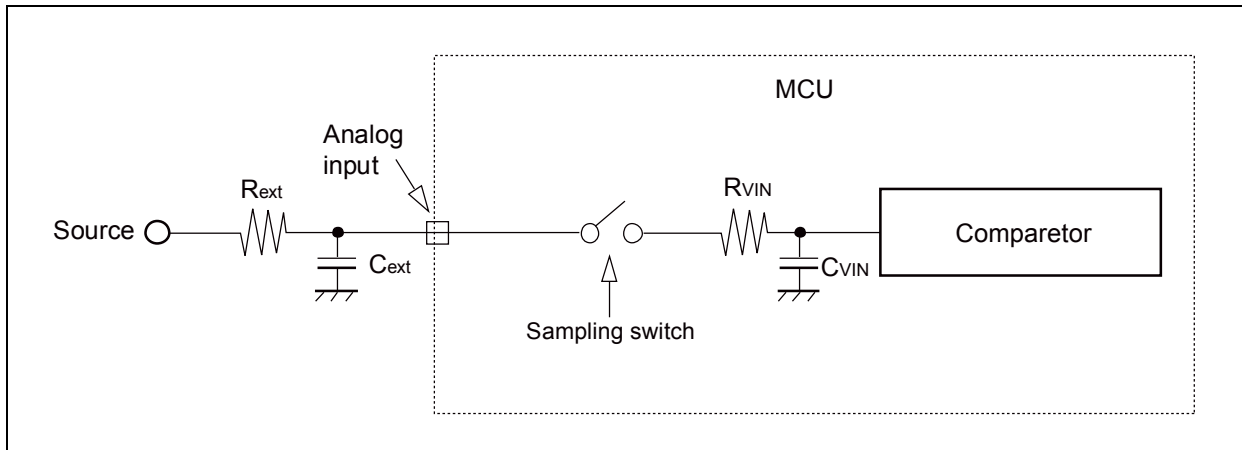 MCU
Analog
input
Rext
RVIN
Source
Comparetor
Cext
CVIN
Sampling switch